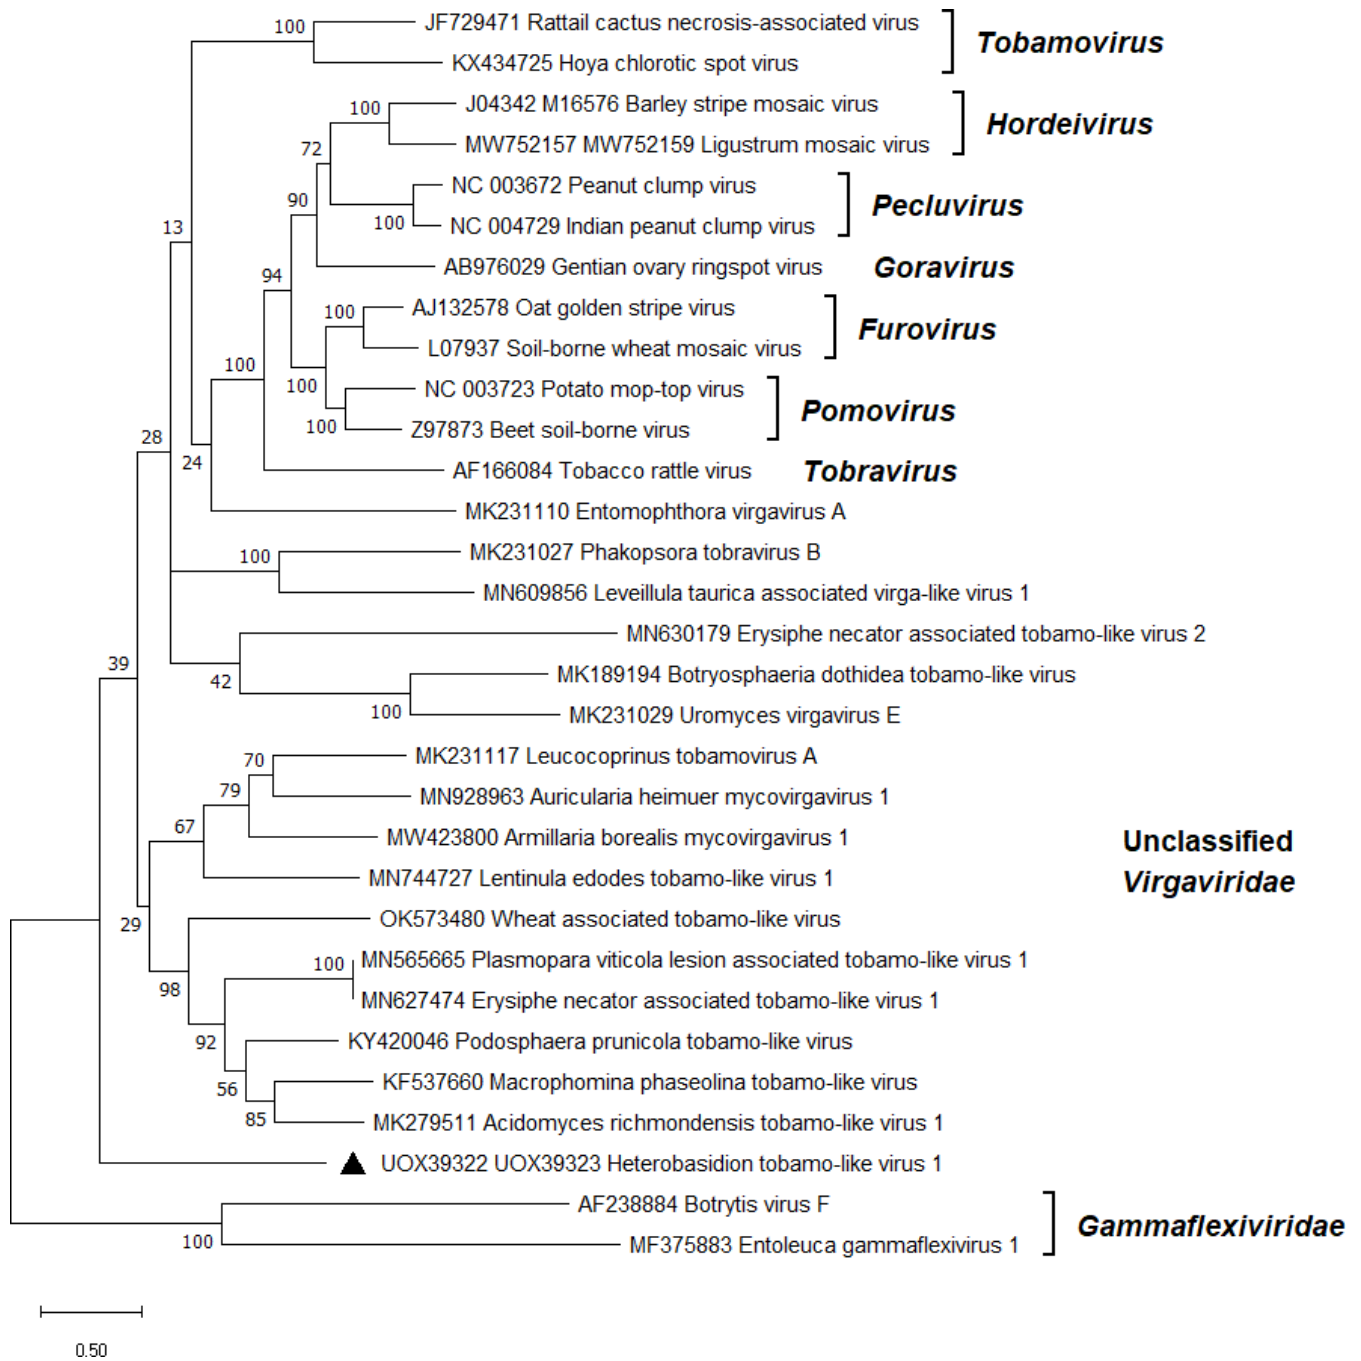 100
JF729471 Rattail cactus necrosis-associated virus
Tobamovirus
KX434725 Hoya chlorotic spot virus
100
J04342 M16576 Barley stripe mosaic virus
Hordeivirus
72
MW752157 MW752159 Ligustrum mosaic virus
90
NC 003672 Peanut clump virus
Pecluvirus
100
NC 004729 Indian peanut clump virus
13
94
AB976029 Gentian ovary ringspot virus
Goravirus
100
AJ132578 Oat golden stripe virus
Furovirus
L07937 Soil-borne wheat mosaic virus
100
100
NC 003723 Potato mop-top virus
Pomovirus
100
Z97873 Beet soil-borne virus
28
24
AF166084 Tobacco rattle virus
Tobravirus
MK231110 Entomophthora virgavirus A
100
MK231027 Phakopsora tobravirus B
MN609856 Leveillula taurica associated virga-like virus 1
MN630179 Erysiphe necator associated tobamo-like virus 2
39
42
MK189194 Botryosphaeria dothidea tobamo-like virus
100
MK231029 Uromyces virgavirus E
70
MK231117 Leucocoprinus tobamovirus A
79
MN928963 Auricularia heimuer mycovirgavirus 1
67
MW423800 Armillaria borealis mycovirgavirus 1
Unclassified
MN744727 Lentinula edodes tobamo-like virus 1
Virgaviridae
29
OK573480 Wheat associated tobamo-like virus
100
MN565665 Plasmopara viticola lesion associated tobamo-like virus 1
98
MN627474 Erysiphe necator associated tobamo-like virus 1
92
KY420046 Podosphaera prunicola tobamo-like virus
56
KF537660 Macrophomina phaseolina tobamo-like virus
85
MK279511 Acidomyces richmondensis tobamo-like virus 1
UOX39322 UOX39323 Heterobasidion tobamo-like virus 1
AF238884 Botrytis virus F
Gammaflexiviridae
100
MF375883 Entoleuca gammaflexivirus 1
0.50